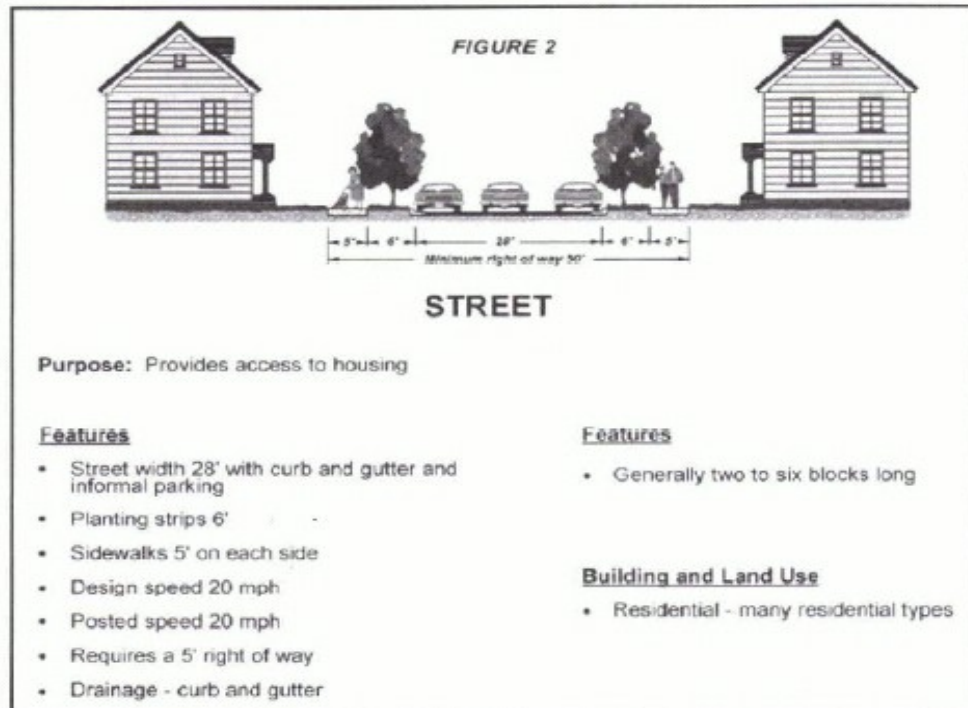 FIGURE 2
5' 6' 28' 6' 5'
Minimum right of way 50'
STREET
Purpose: Provides access to housing
Features
• Street width 28' with curb and gutter and
informal parking
• Planting strips 6'
• Sidewalks 5' on each side
• Design speed 20 mph
• Posted speed 20 mph
• Requires a 5' right of way
• Drainage - curb and gutter
Features
• Generally two to six blocks long
Building and Land Use
• Residential - many residential types